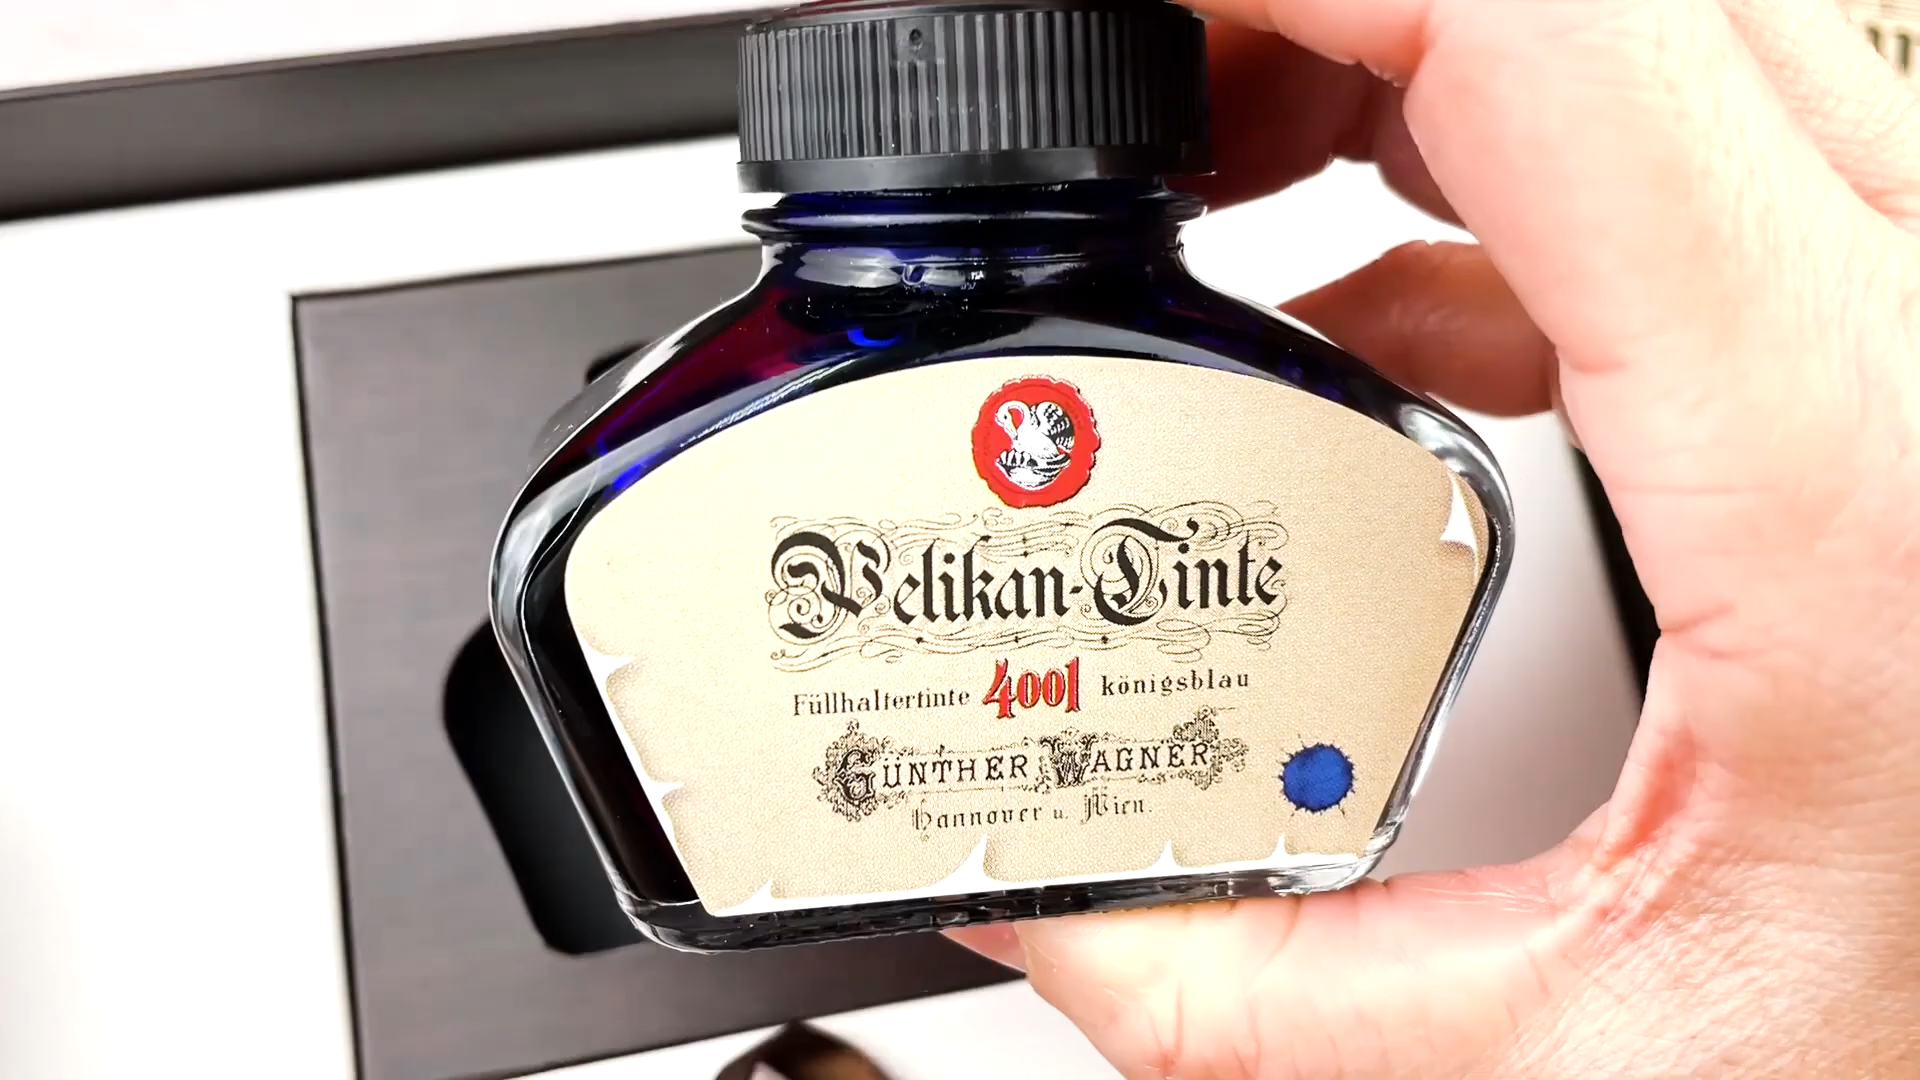 Pelikan-Tinte
Füllhaltertinte 4001 königsblau
GÜNTHER WAGNER
Hannover u. Wien.